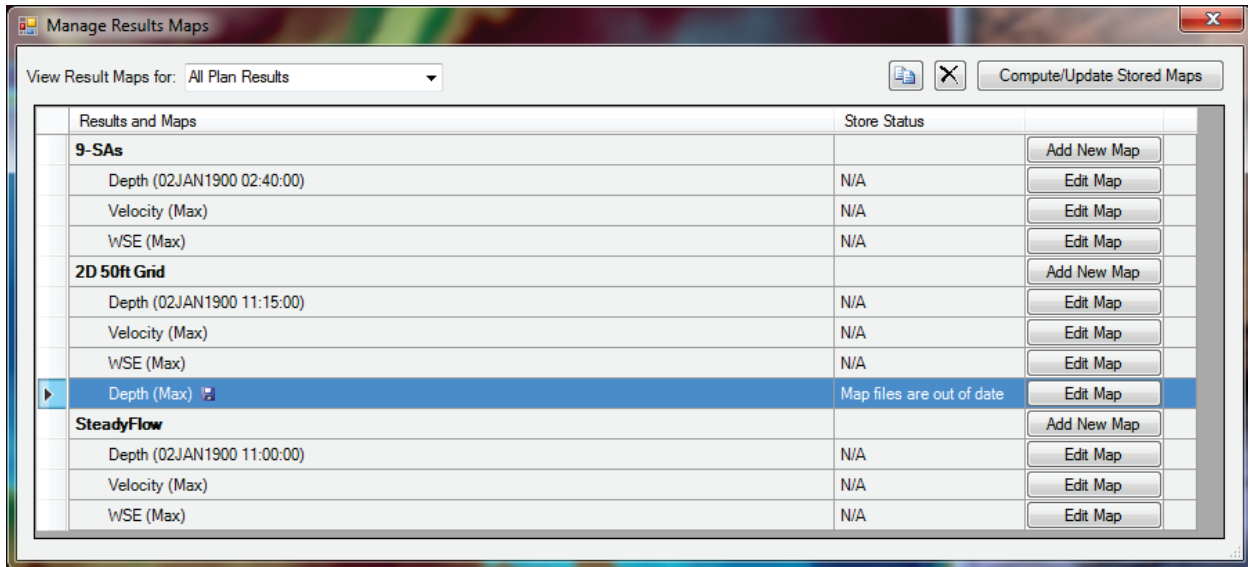 Manage Results Maps
View Result Maps for: All Plan Results Compute/Update Stored Maps
Results and Maps Store Status
9-SAs Add New Map
Depth (02JAN1900 02:40:00) N/A Edit Map
Velocity (Max) N/A Edit Map
WSE (Max) N/A Edit Map
2D 50ft Grid Add New Map
Depth (02JAN1900 11:15:00) N/A Edit Map
Velocity (Max) N/A Edit Map
WSE (Max) N/A Edit Map
Depth (Max) Map files are out of date Edit Map
SteadyFlow Add New Map
Depth (02JAN1900 11:00:00) N/A Edit Map
Velocity (Max) N/A Edit Map
WSE (Max) N/A Edit Map